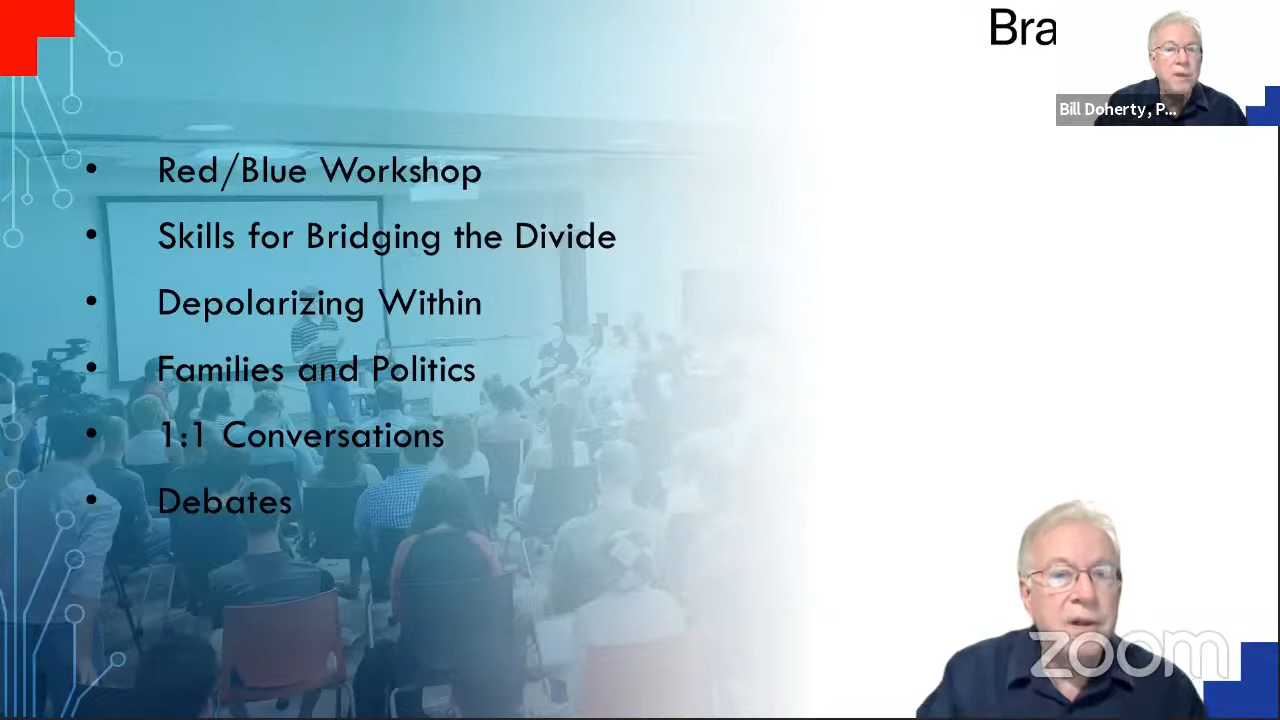 Bra
Bill Doherty, P...
• Red/Blue Workshop
• Skills for Bridging the Divide
• Depolarizing Within
• Families and Politics
• 1:1 Conversations
• Debates
zoom